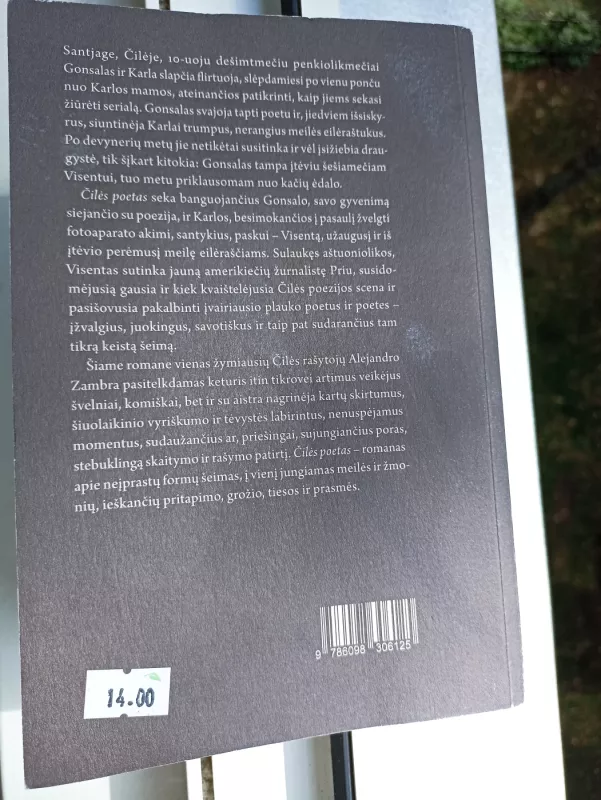 Santjage, Čilėje, 10-uoju dešimtmečiu penkiolikmečiai
Gonsalas ir Karla slapčia flirtuoja, slėpdamiesi po vienu ponču
nuo Karlos mamos, ateinančios patikrinti, kaip jiems sekasi
žiūrėti serialą. Gonsalas svajoja tapti poetu ir, jiedviem išsisky-
rus, siuntinėja Karlai trumpus, nerangius meilės eilėraštukus.
Po devynerių metų jie netikėtai susitinka ir vėl įsižiebia drau-
gystė, tik šįkart kitokia: Gonsalas tampa įtėviu šešiamečiam
Visentui, tuo metu priklausomam nuo kačių ėdalo.
Čilės poetas seka banguojančius Gonsalo, savo gyvenimą
siejančio su poezija, ir Karlos, besimokančios į pasaulį žvelgti
fotoaparato akimi, santykius, paskui – Visentą, užaugusį ir iš
įtėvio perėmusį meilę eilėraščiams. Sulaukęs aštuoniolikos,
Visentas sutinka jauną amerikiečių žurnalistę Priu, susido-
mėjusią gausia ir kiek kvaištelėjusia Čilės poezijos scena ir
pasišovusia pakalbinti įvairiausio plauko poetus ir poetes –
įžvalgius, juokingus, savotiškus ir taip pat sudarančius tam
tikrą keistą šeimą.
Šiame romane vienas žymiausių Čilės rašytojų Alejandro
Zambra pasitelkdamas keturis itin tikrovei artimus veikėjus
švelniai, komiškai, bet ir su aistra nagrinėja kartų skirtumus,
šiuolaikinio vyriškumo ir tėvystės labirintus, nenuspėjamus
momentus, sudaužančius ar, priešingai, sujungiančius poras,
stebuklingą skaitymo ir rašymo patirtį. Čilės poetas – romanas
apie neįprastų formų šeimas, į vienį jungiamas meilės ir žmo-
nių, ieškančių pritapimo, grožio, tiesos ir prasmės.
9 786098 306125
14.00